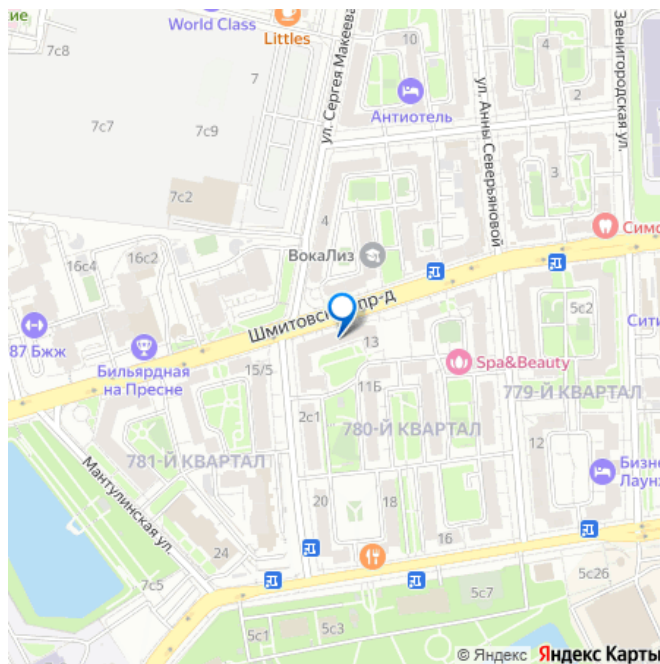 World Class
Littles
7с8
7
10
4
ул. Сергея Макеева
ул. Анны Северьяновой
Звенигородская ул.
Антиотель
2
7с7
7с9
7с2
3
4
ВокаЛиз
Симо
16с4
16с2
Шмитовский пр-д
5с2
87 Бжж
Сити
13
Бильярдная
на Пресне
15/5
Spa&Beauty
11Б
779-Й КВАРТАЛ
2с1
780-Й КВАРТАЛ
12
781-Й КВАРТАЛ
Бизне
Лаунж
Мантулинская ул.
20
18
16
24
7с5
5с7
5с26
5с3
5с1
© Яндекс Яндекс Карты